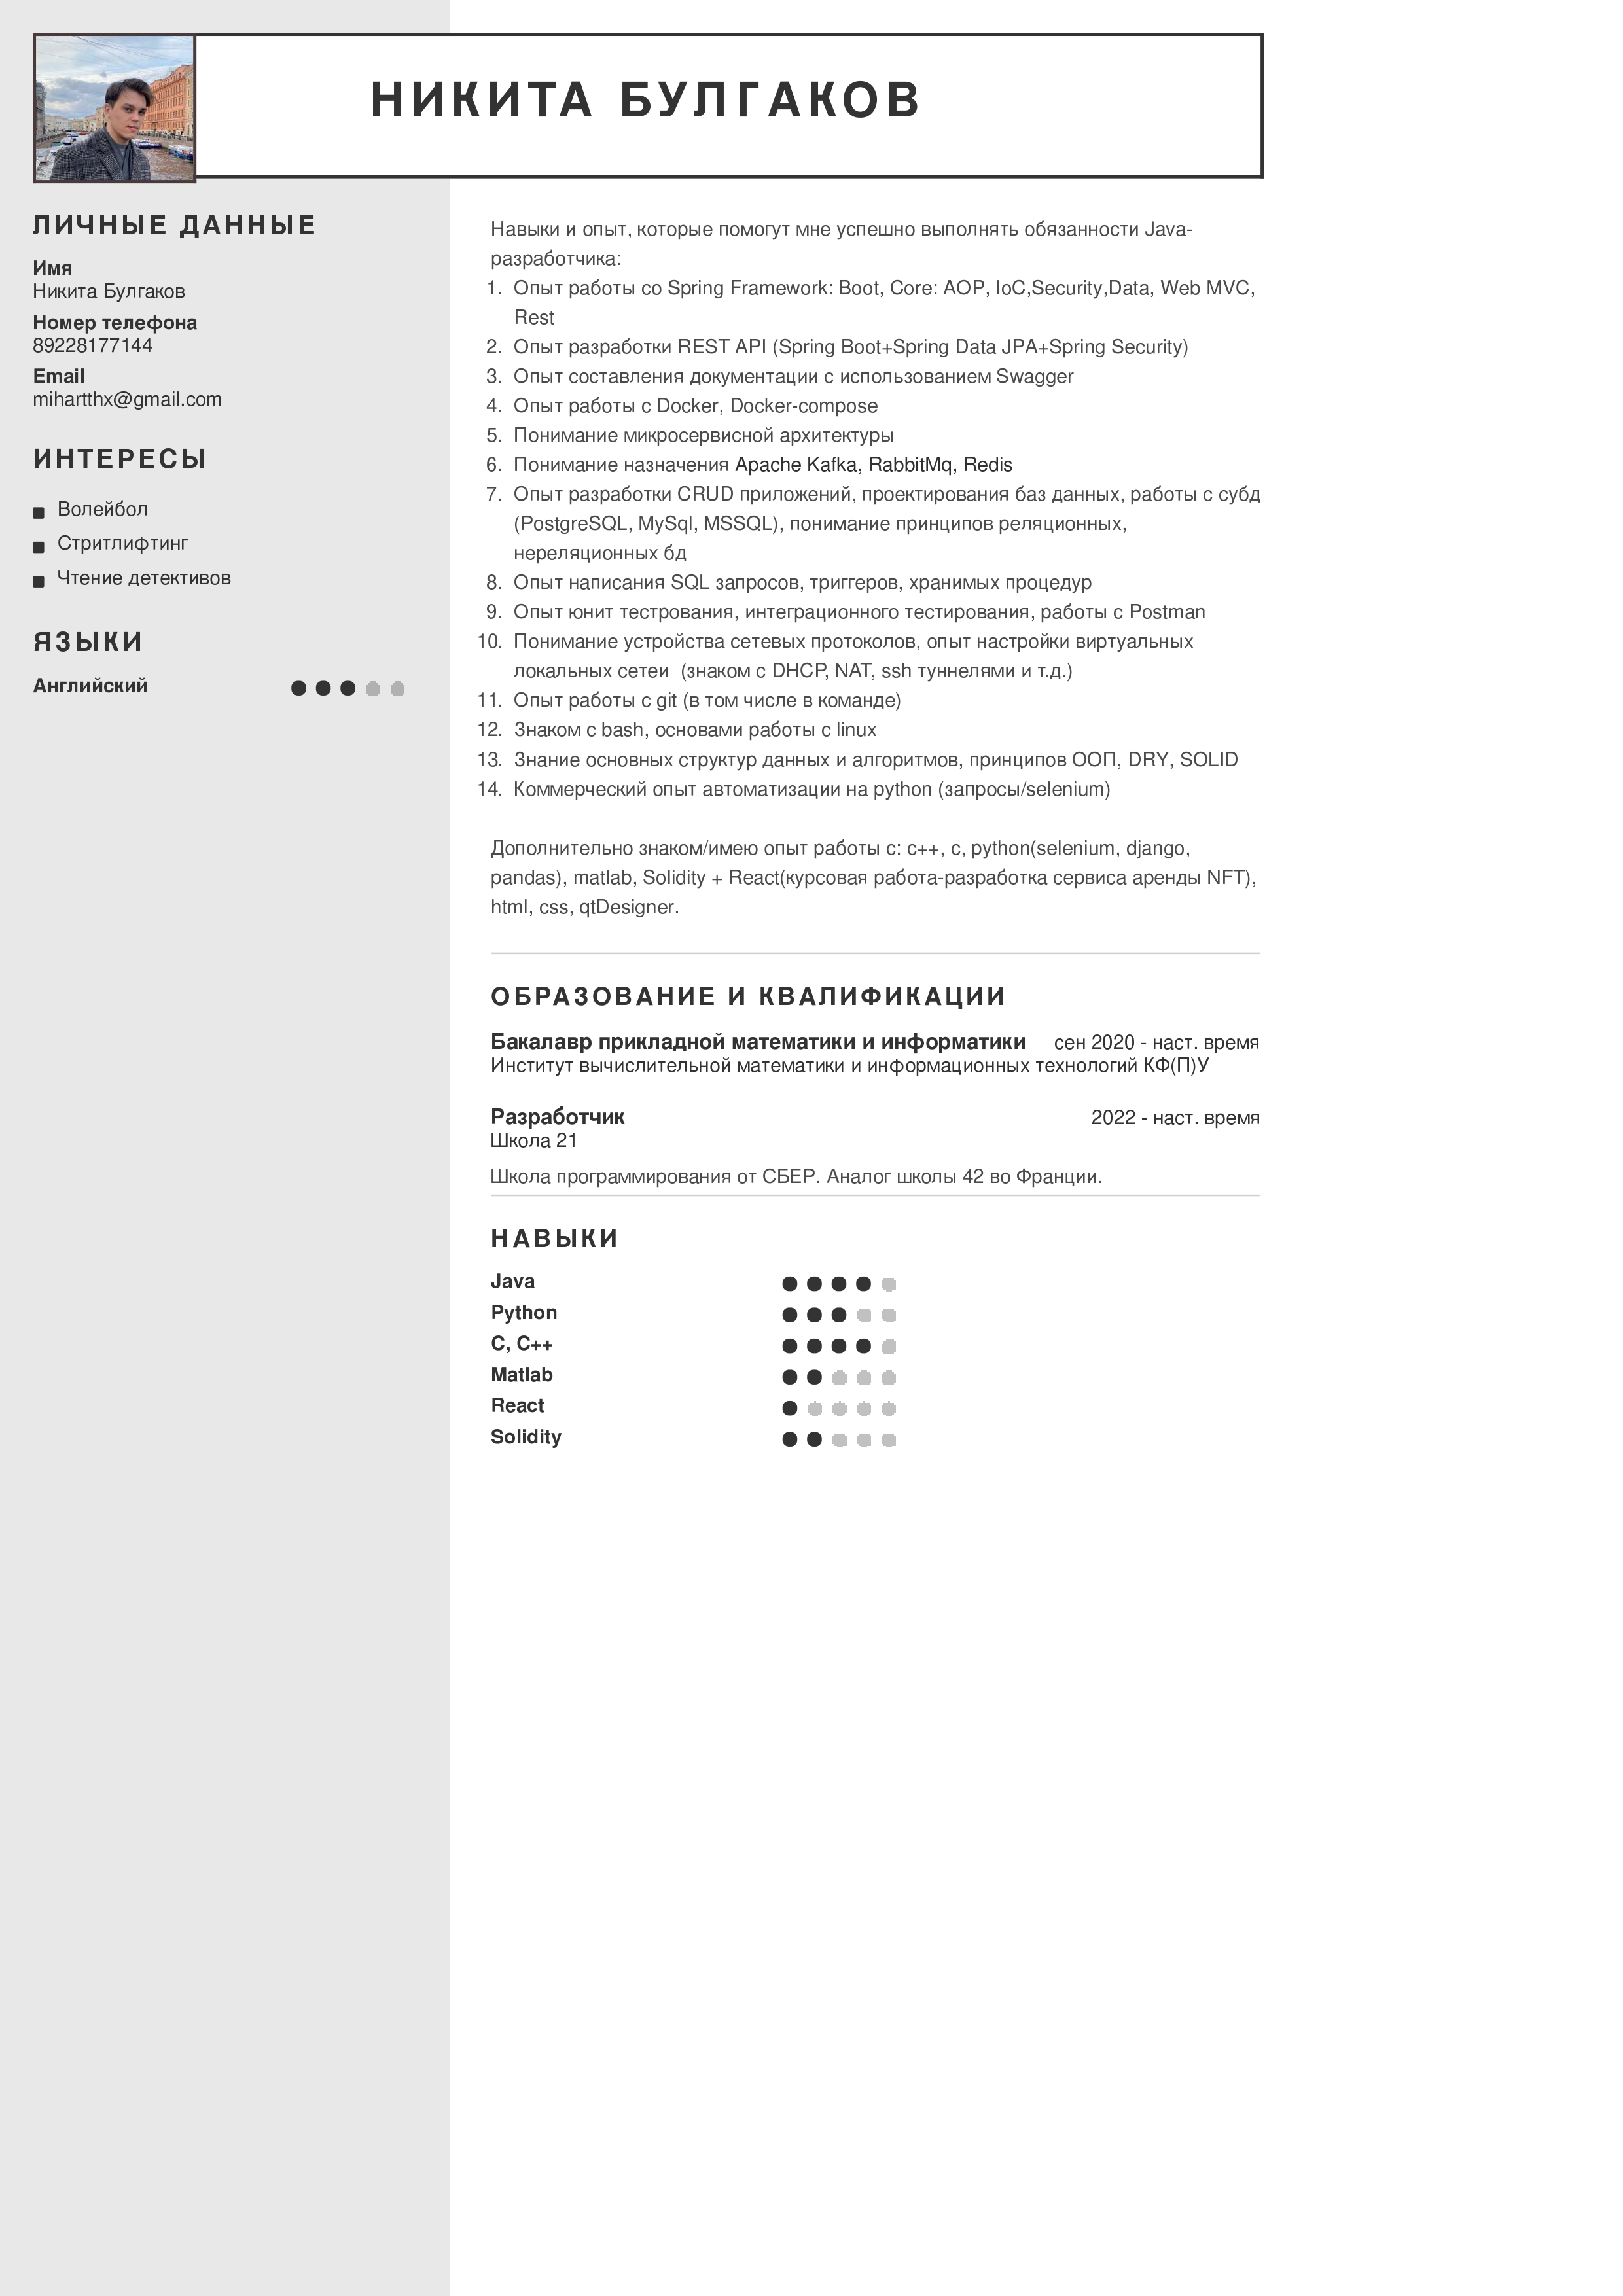 НИКИТА БУЛГАКОВ
ЛИЧНЫЕ ДАННЫЕ
Имя
Никита Булгаков
Номер телефона
89228177144
Email
mihartthx@gmail.com
ИНТЕРЕСЫ
Волейбол
Стритлифтинг
Чтение детективов
ЯЗЫКИ
Английский
Навыки и опыт, которые помогут мне успешно выполнять обязанности Java-
разработчика:
1. Опыт работы со Spring Framework: Boot, Core: AOP, IoC,Security,Data, Web MVC,
Rest
2. Опыт разработки REST API (Spring Boot+Spring Data JPA+Spring Security)
3. Опыт составления документации с использованием Swagger
4. Опыт работы с Docker, Docker-compose
5. Понимание микросервисной архитектуры
6. Понимание назначения Apache Kafka, RabbitMq, Redis
7. Опыт разработки CRUD приложений, проектирования баз данных, работы с субд
(PostgreSQL, MySql, MSSQL), понимание принципов реляционных,
нереляционных бд
8. Опыт написания SQL запросов, триггеров, хранимых процедур
9. Опыт юнит тестрования, интеграционного тестирования, работы с Postman
10. Понимание устройства сетевых протоколов, опыт настройки виртуальных
локальных сетеи (знаком с DHCP, NAT, ssh туннелями и т.д.)
11. Опыт работы с git (в том числе в команде)
12. Знаком с bash, основами работы с linux
13. Знание основных структур данных и алгоритмов, принципов ООП, DRY, SOLID
14. Коммерческий опыт автоматизации на python (запросы/selenium)
Дополнительно знаком/имею опыт работы с: c++, c, python(selenium, django,
pandas), matlab, Solidity + React(курсовая работа-разработка сервиса аренды NFT),
html, css, qtDesigner.
ОБРАЗОВАНИЕ И КВАЛИФИКАЦИИ
Бакалавр прикладной математики и информатики сен 2020 - наст. время
Институт вычислительной математики и информационных технологий КФ(П)У
Разработчик 2022 - наст. время
Школа 21
Школа программирования от СБЕР. Аналог школы 42 во Франции.
НАВЫКИ
Java
Python
C, C++
Matlab
React
Solidity